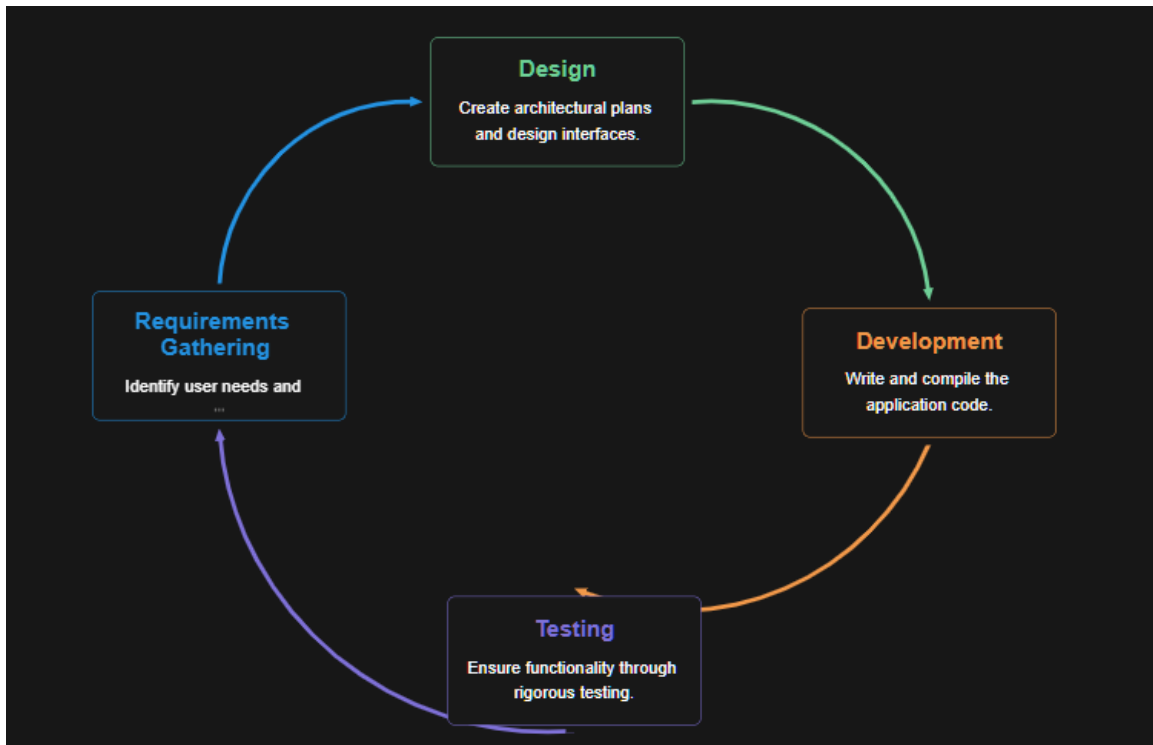 Design
Create architectural plans
and design interfaces.
Requirements
Gathering
Identify user needs and
...
Development
Write and compile the
application code.
Testing
Ensure functionality through
rigorous testing.